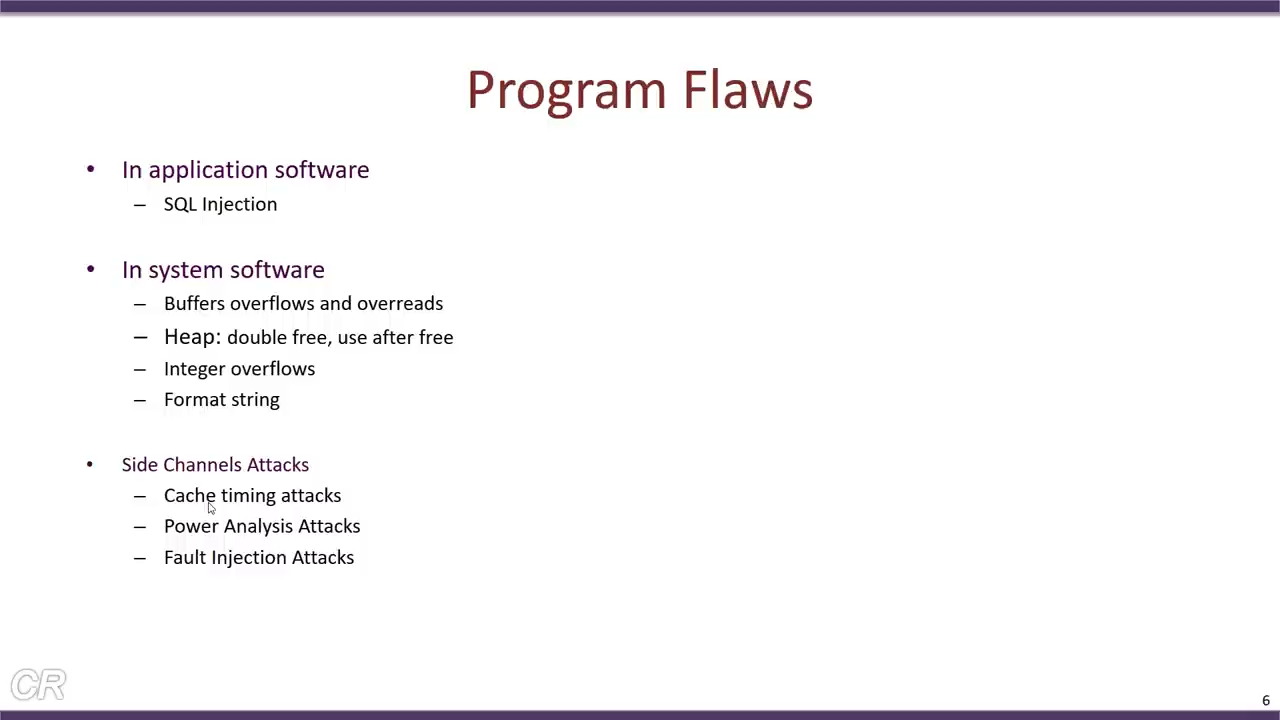 Program Flaws
• In application software
– SQL Injection
• In system software
– Buffers overflows and overreads
– Heap: double free, use after free
– Integer overflows
– Format string
• Side Channels Attacks
– Cache timing attacks
– Power Analysis Attacks
– Fault Injection Attacks
CR
6